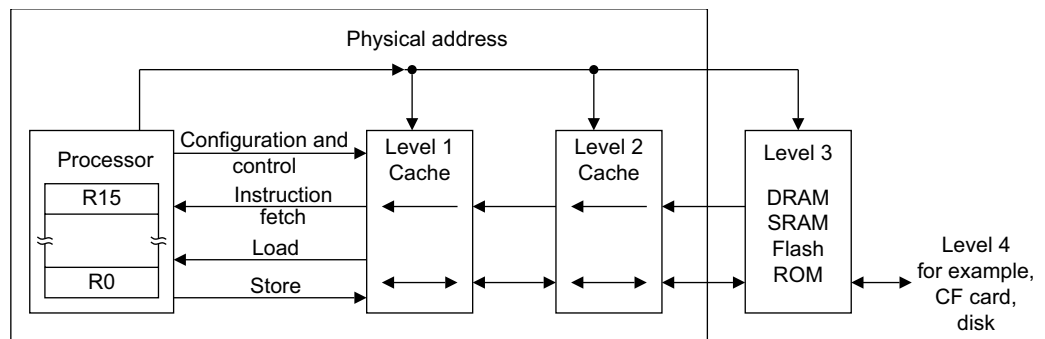 Physical address
Processor
R15
R0
Configuration and
control
Instruction
fetch
Load
Store
Level 1
Cache
Level 2
Cache
Level 3
DRAM
SRAM
Flash
ROM
Level 4
for example,
CF card,
disk